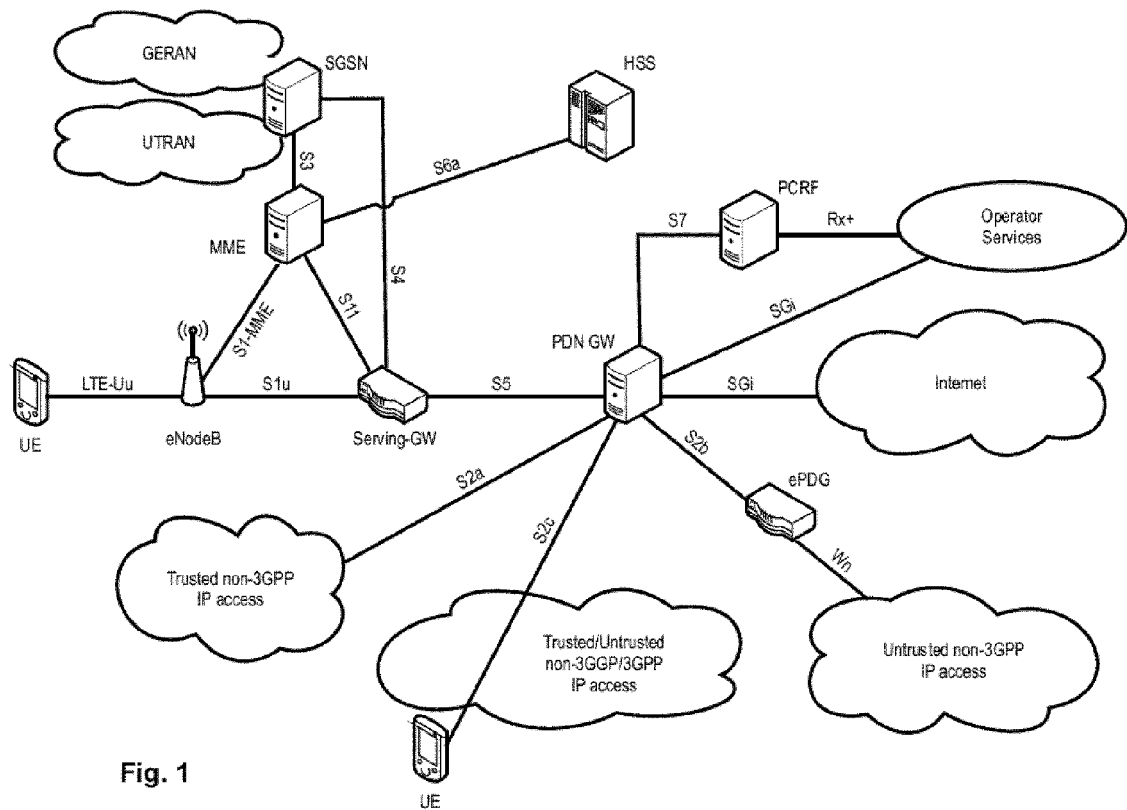 GERAN
SGSN
HSS
UTRAN
S3
S6a
PCRF
MME
S7
Rx+
Operator
Services
S4
S1-MME
S11
SGi
PDN GW
LTE-Uu
S1u
S5
SGi
Internet
UE
eNodeB
Serving-GW
S2a
S2b
ePDG
S2c
Wn
Trusted non-3GPP
IP access
Trusted/Untrusted
non-3GGP/3GPP
IP access
Untrusted non-3GPP
IP access
Fig. 1
UE